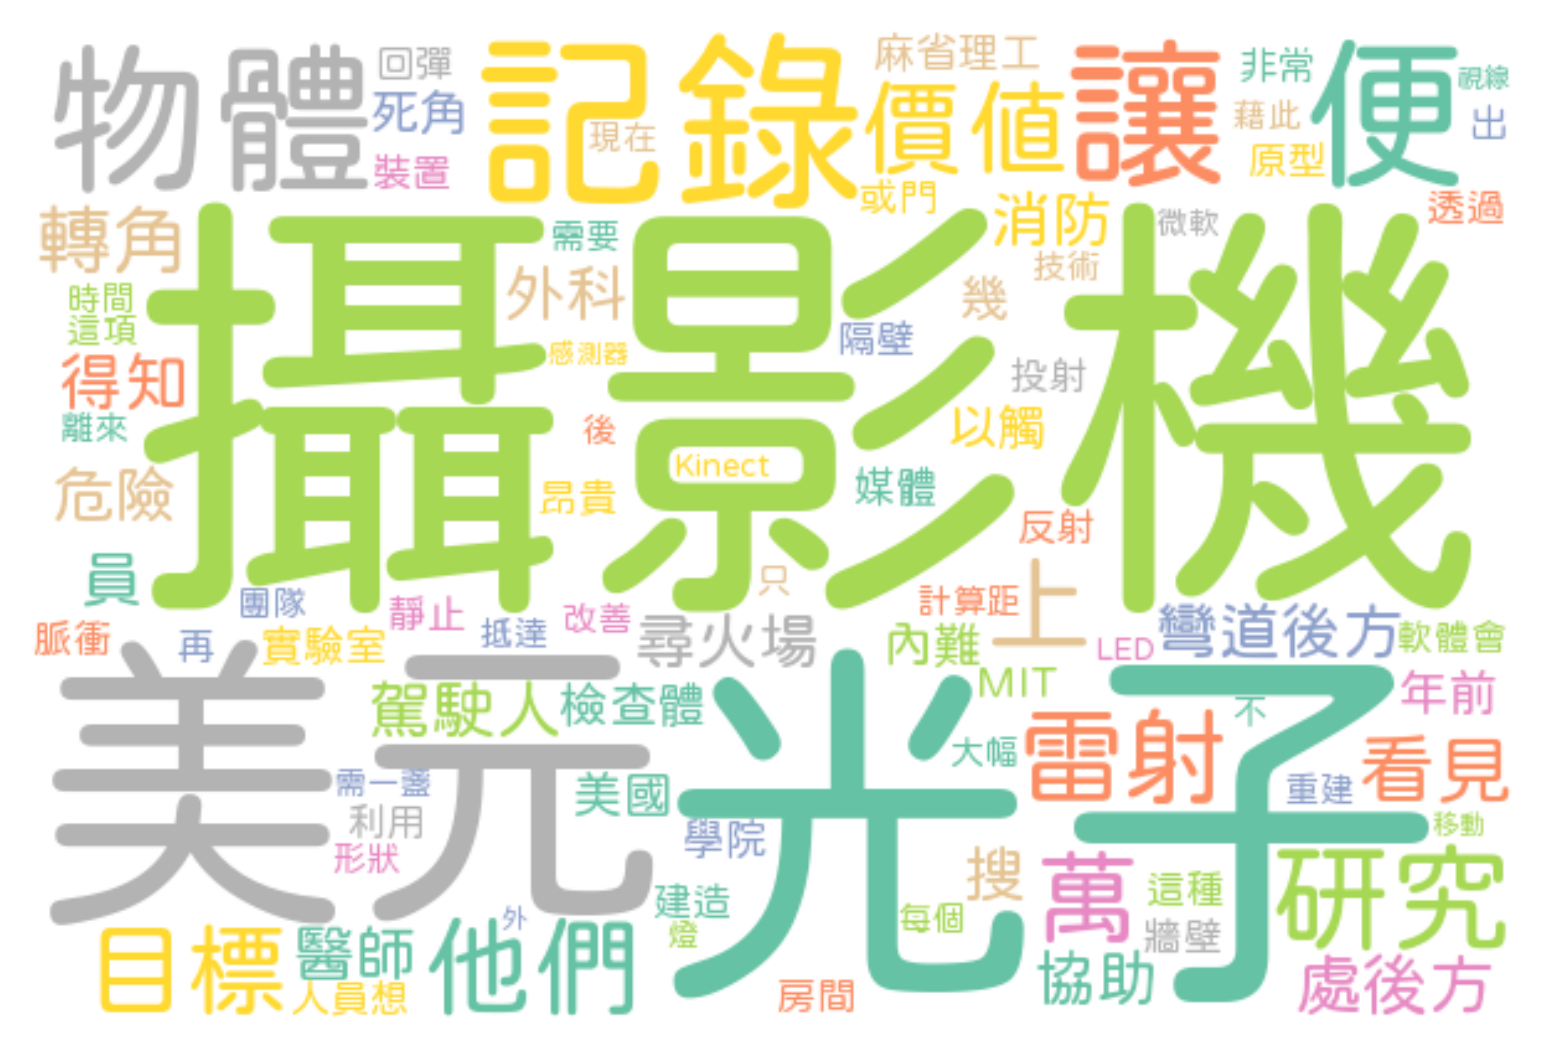 物體
回彈
死角
裝置
記錄
現在
麻省理工
價值
或門
讓
非常
藉此
原型
便
視線
出
透過
轉角
時間
這項
得知
離來
危險
員
脈衝
攝影機
需要
外科
感測器
後
昂貴
Kinect
隔壁
媒體
消防
技術
幾
投射
以觸
反射
微軟
團隊
再
實驗室
靜止
抵達
改善
尋火場
只
計算距
上
內難
MIT
LED
彎道後方
軟體會
年前
美元
駕駛人
檢查體
需一盞
利用
形狀
美國
學院
建造
光子
大幅
雷射
不
重建
看見
移動
研究
搜
萬
這種
牆壁
每個
協助
處後方
目標
醫師
人員想
他們
外
燈
房間